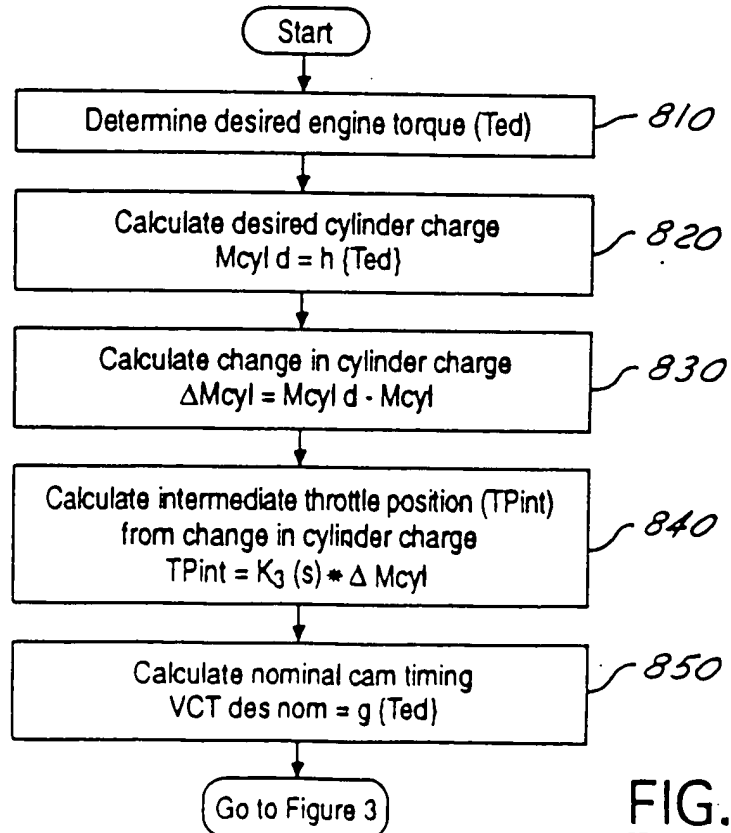 Start
Determine desired engine torque (Ted)
810
Calculate desired cylinder charge
Mcyl d = h (Ted)
820
Calculate change in cylinder charge
ΔMcyl = Mcyl d - Mcyl
830
Calculate intermediate throttle position (TPint)
from change in cylinder charge
TPint = K₃ (s) * Δ Mcyl
840
Calculate nominal cam timing
VCT des nom = g (Ted)
850
Go to Figure 3
FIG.